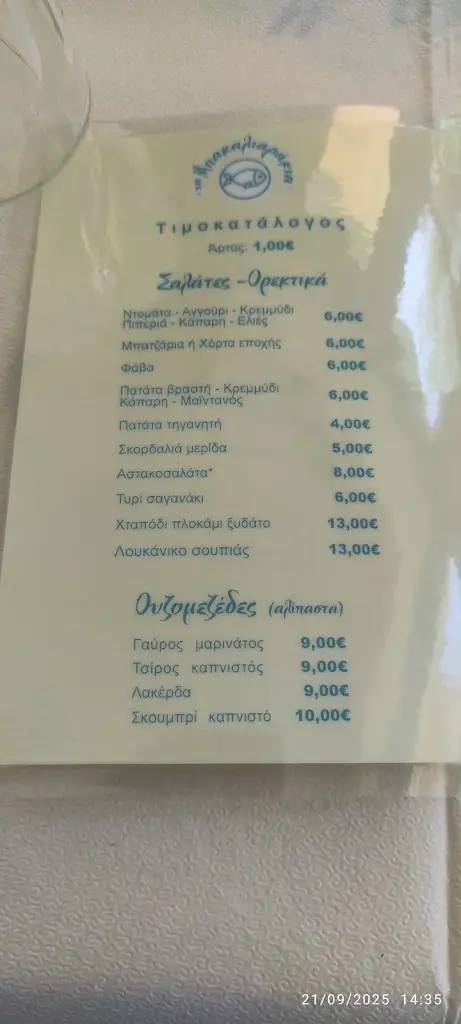 τα Μπακαλιαράκια
Τιμοκατάλογος
Άρτος: 1,00€
Σαλάτες - Ορεκτικά
Ντομάτα - Αγγούρι - Κρεμμύδι
Πιπεριά - Κάπαρη - Ελιές 6,00€
Μπατζάρια ή Χόρτα εποχής 6,00€
Φάβα 6,00€
Πατάτα βραστή - Κρεμμύδι
Κάπαρη - Μαϊντανός 6,00€
Πατάτα τηγανητή 4,00€
Σκορδαλιά μερίδα 5,00€
Αστακοσαλάτα* 8,00€
Τυρί σαγανάκι 6,00€
Χταπόδι πλοκάμι ξυδάτο 13,00€
Λουκάνικο σουπιάς 13,00€
Ουζομεζέδες (αλίπαστα)
Γαύρος μαρινάτος 9,00€
Τσίρος καπνιστός 9,00€
Λακέρδα 9,00€
Σκουμπρί καπνιστό 10,00€
21/09/2025 14:35